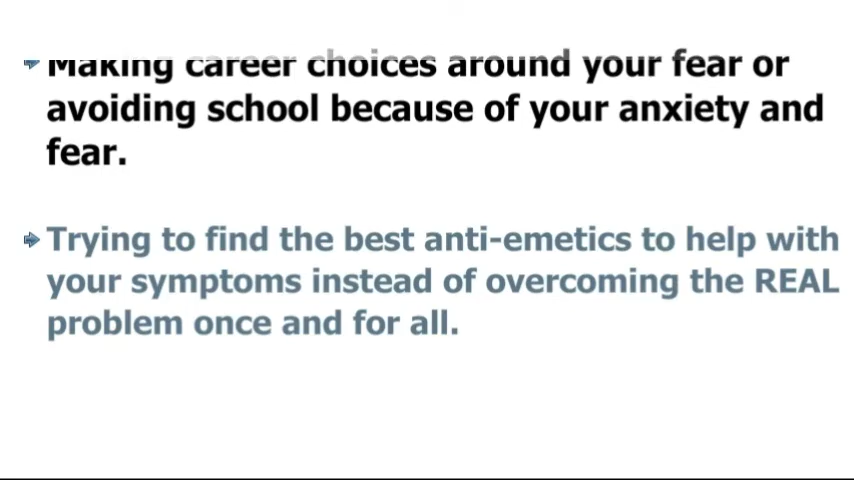 Making career choices around your fear or
avoiding school because of your anxiety and
fear.
Trying to find the best anti-emetics to help with
your symptoms instead of overcoming the REAL
problem once and for all.